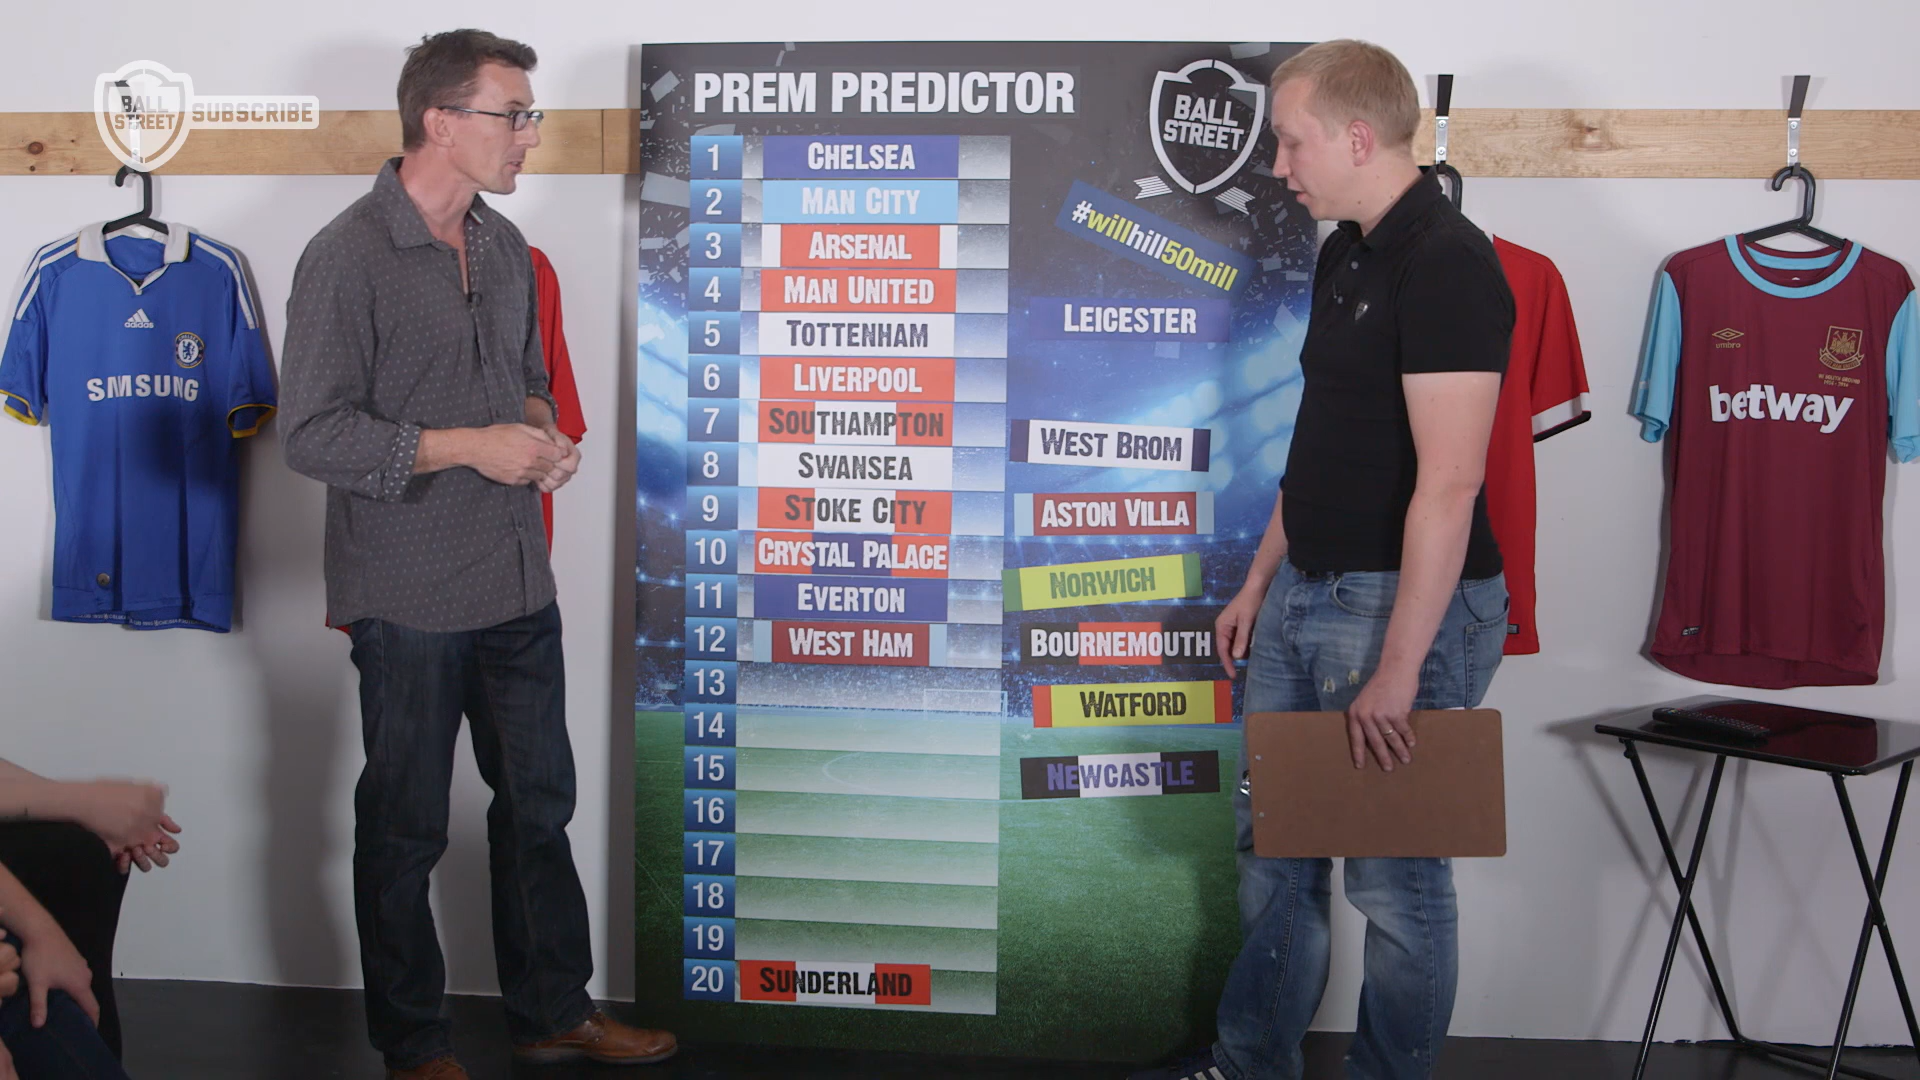 BALL
STREET
SUBSCRIBE
PREM PREDICTOR
BALL
STREET
#willhill50mill
1 CHELSEA
2 MAN CITY
3 ARSENAL
4 MAN UNITED
5 TOTTENHAM
6 LIVERPOOL
7 SOUTHAMPTON
8 SWANSEA
9 STOKE CITY
10 CRYSTAL PALACE
11 EVERTON
12 WEST HAM
13
14
15
16
17
18
19
20 SUNDERLAND
LEICESTER
WEST BROM
ASTON VILLA
NORWICH
BOURNEMOUTH
WATFORD
NEWCASTLE
adidas
SAMSUNG
umbro
betway